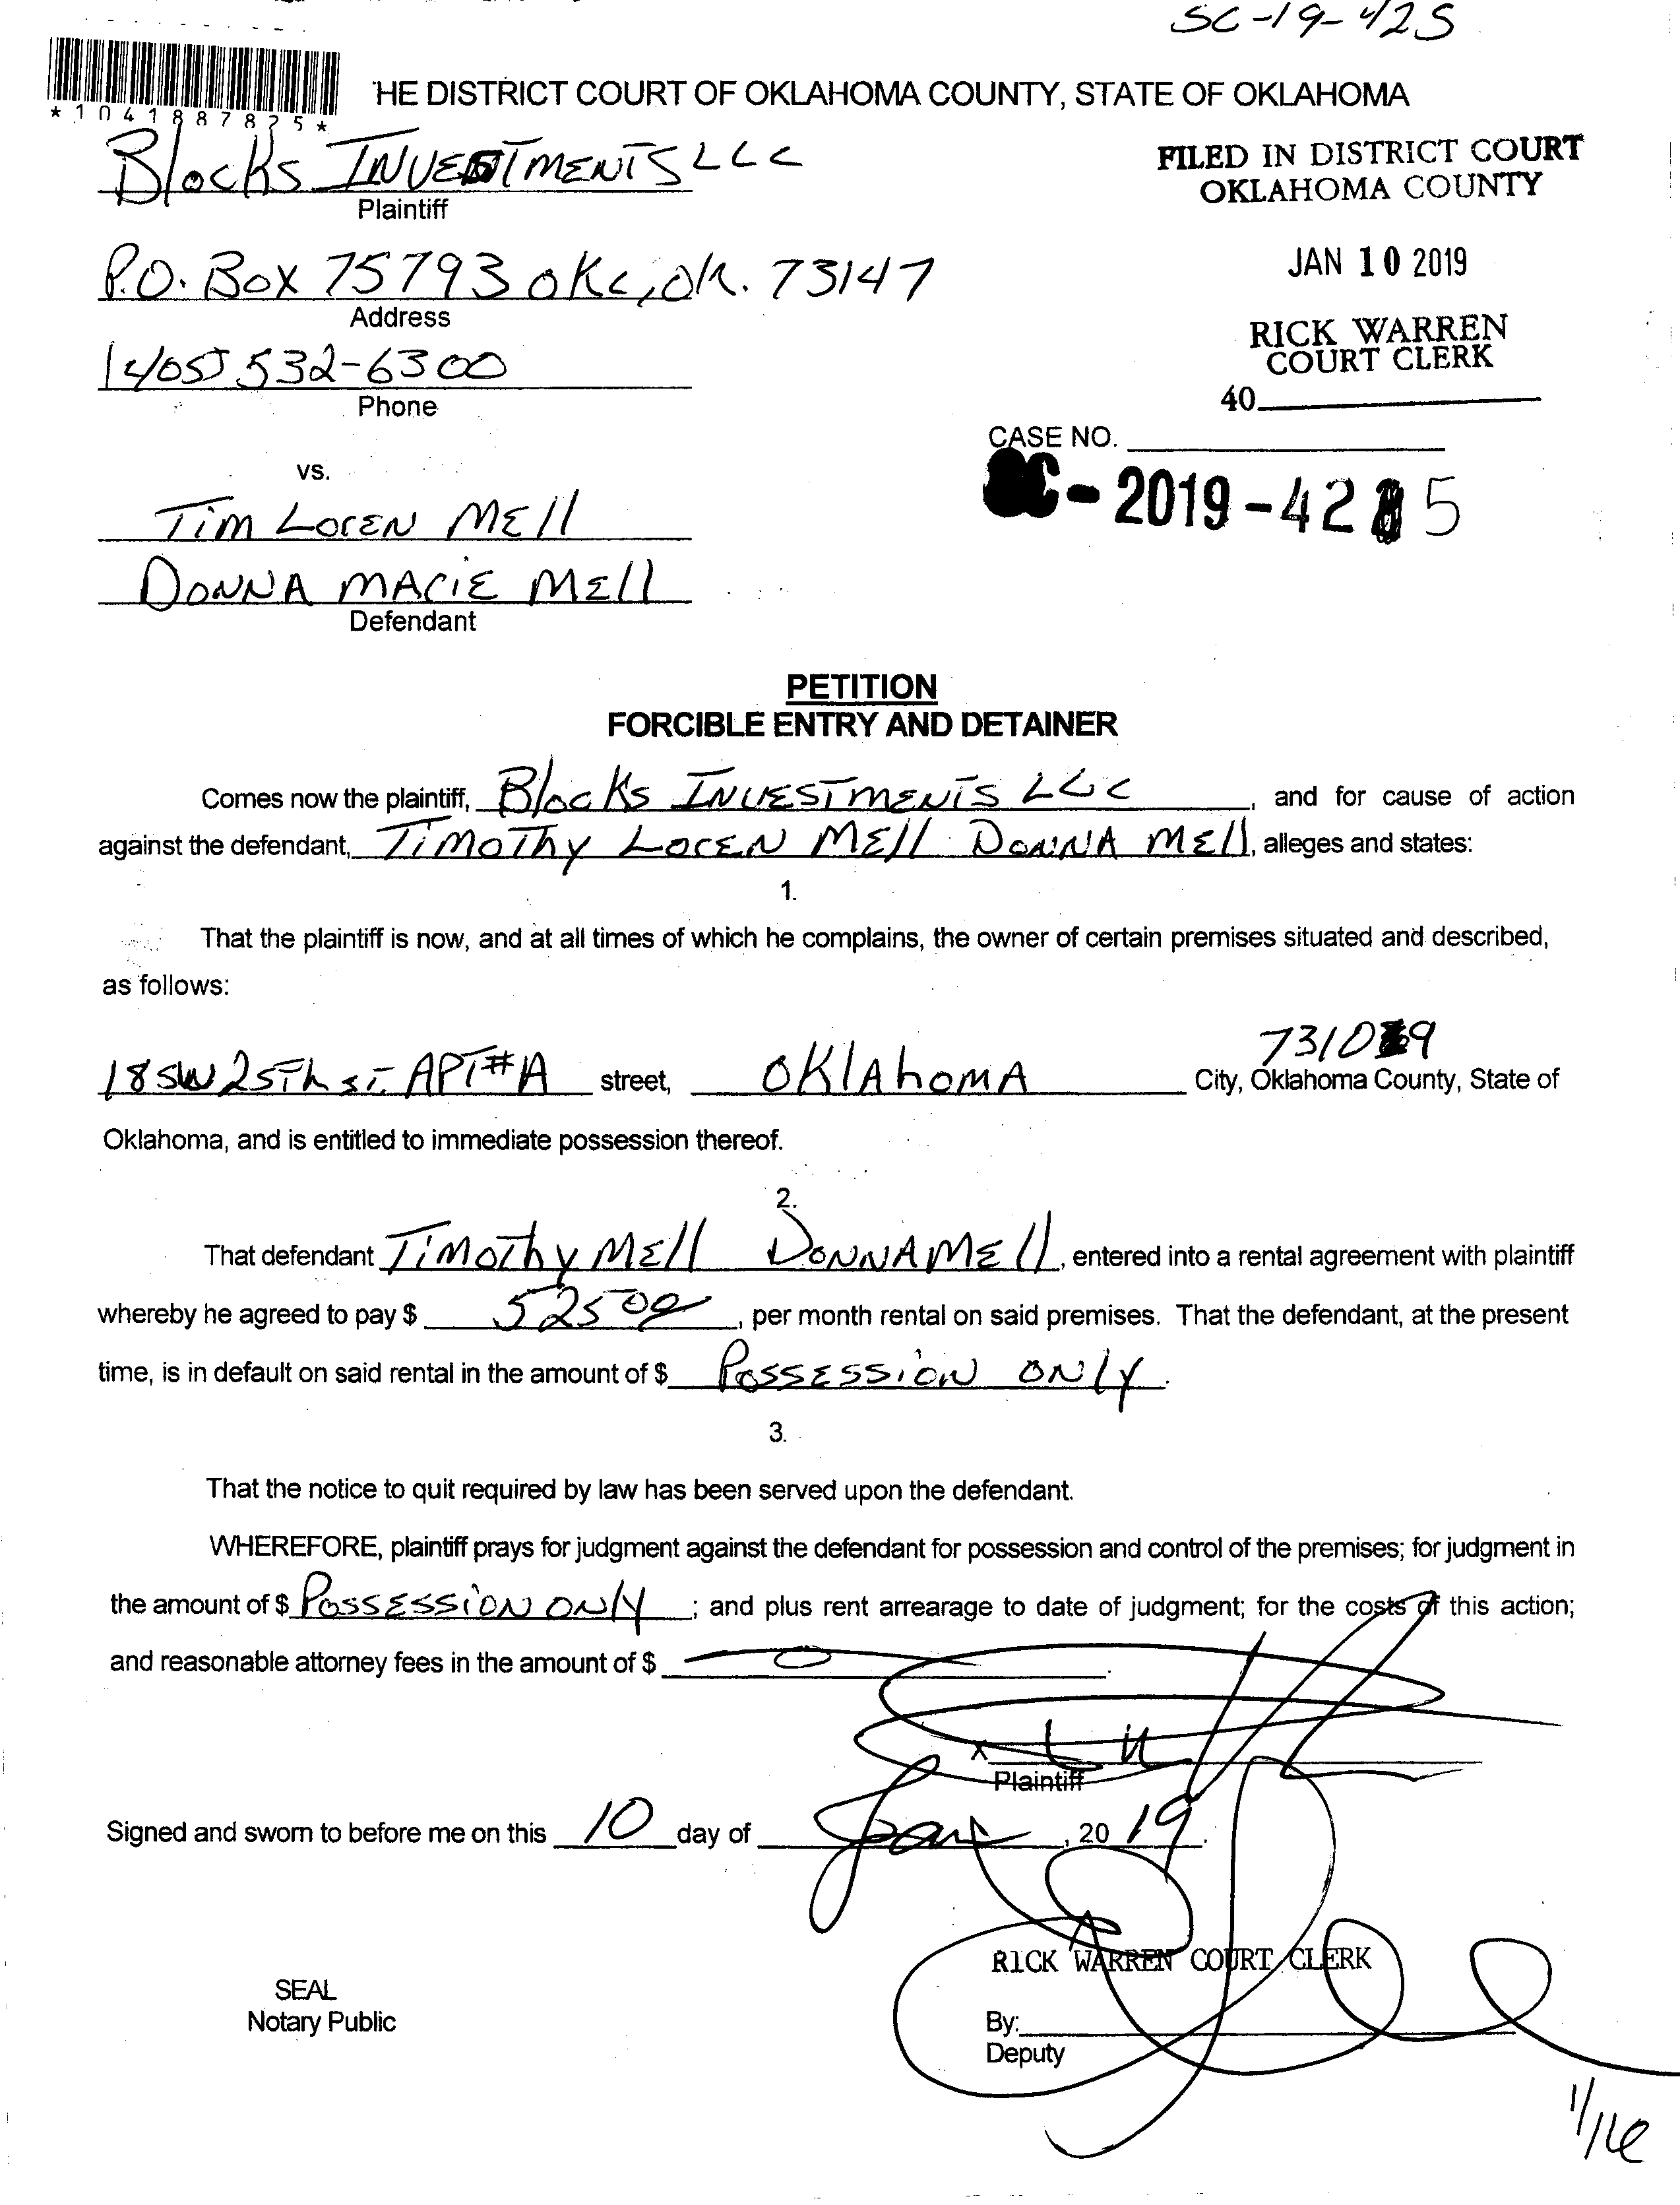 SC-19-425
*1041887825*
HE DISTRICT COURT OF OKLAHOMA COUNTY, STATE OF OKLAHOMA
Blocks INVESTMENTS LLC
Plaintiff
FILED IN DISTRICT COURT
OKLAHOMA COUNTY
JAN 10 2019
RICK WARREN
COURT CLERK
40
P.O. Box 75793 OKC, OK. 73147
Address
(405) 532-6300
Phone
CASE NO.
SC-2019-42 5
vs.
Tim LOREN MEll
DONNA MARIE MEll
Defendant
PETITION
FORCIBLE ENTRY AND DETAINER
Comes now the plaintiff, Blocks INVESTMENTS LLC, and for cause of action
against the defendant, TIMOThy LOREN MEll DONNA MEll, alleges and states:
1.
That the plaintiff is now, and at all times of which he complains, the owner of certain premises situated and described,
as follows:
73109
18 SW 25Th ST. APT#A street, OKlAhOMA City, Oklahoma County, State of
Oklahoma, and is entitled to immediate possession thereof.
2.
That defendant TiMOThy MEll DONNA MEll, entered into a rental agreement with plaintiff
whereby he agreed to pay $ 525 00, per month rental on said premises. That the defendant, at the present
time, is in default on said rental in the amount of $ POSSESSiON ONly.
3.
That the notice to quit required by law has been served upon the defendant.
WHEREFORE, plaintiff prays for judgment against the defendant for possession and control of the premises; for judgment in
the amount of $ POSSESSiON ONlY; and plus rent arrearage to date of judgment; for the costs of this action;
and reasonable attorney fees in the amount of $ 0.
X
Plaintiff
Signed and sworn to before me on this 10 day of Jan, 20 19.
RICK WARREN COURT CLERK
SEAL
Notary Public
By:
Deputy
1/16